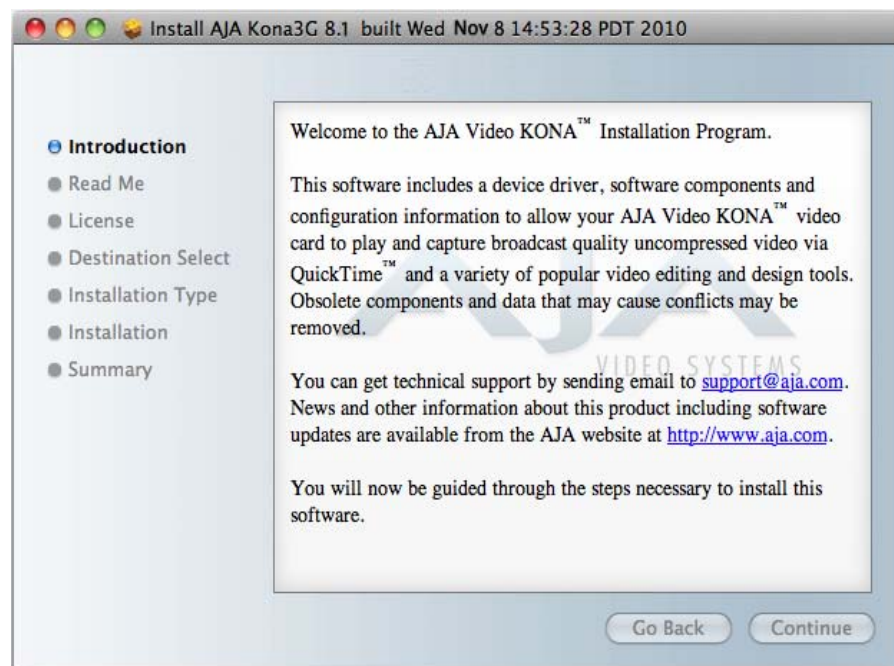 Install AJA Kona3G 8.1 built Wed Nov 8 14:53:28 PDT 2010
Introduction
Read Me
License
Destination Select
Installation Type
Installation
Summary
Welcome to the AJA Video KONA™ Installation Program.
This software includes a device driver, software components and
configuration information to allow your AJA Video KONA™ video
card to play and capture broadcast quality uncompressed video via
QuickTime™ and a variety of popular video editing and design tools.
Obsolete components and data that may cause conflicts may be
removed.
You can get technical support by sending email to support@aja.com.
News and other information about this product including software
updates are available from the AJA website at http://www.aja.com.
You will now be guided through the steps necessary to install this
software.
AJA
VIDEO SYSTEMS
Go Back
Continue